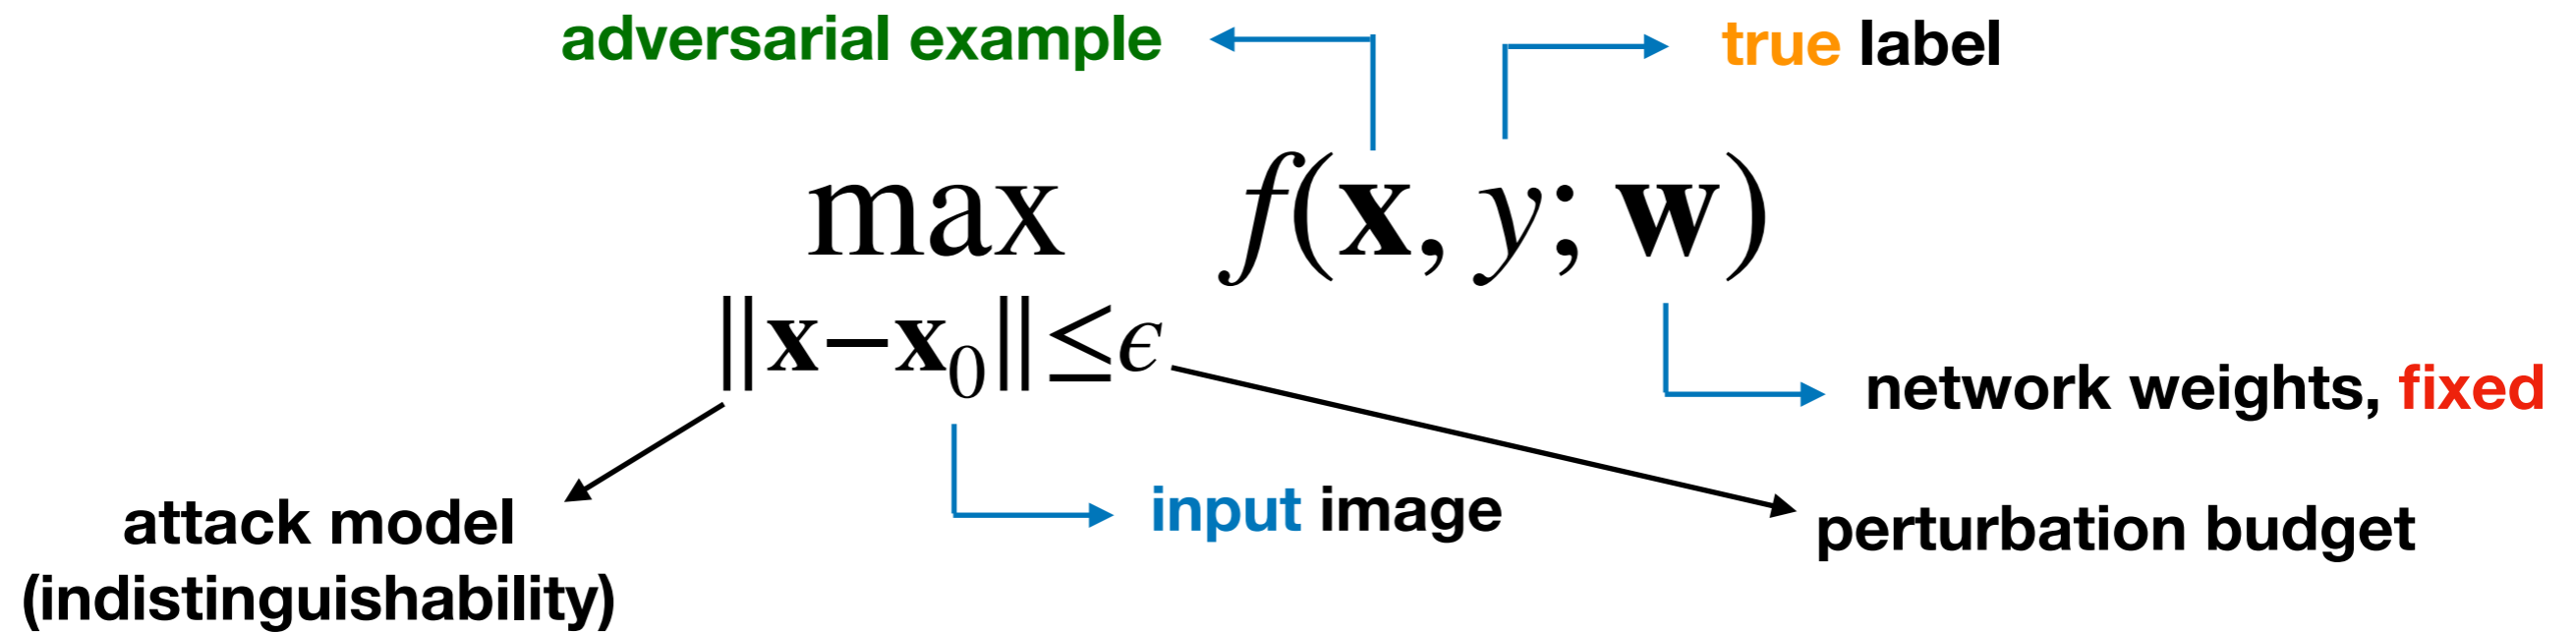 adversarial example
true label
max f(x, y; w)
‖x−x₀‖≤ϵ
network weights, fixed
input image
attack model
(indistinguishability)
perturbation budget